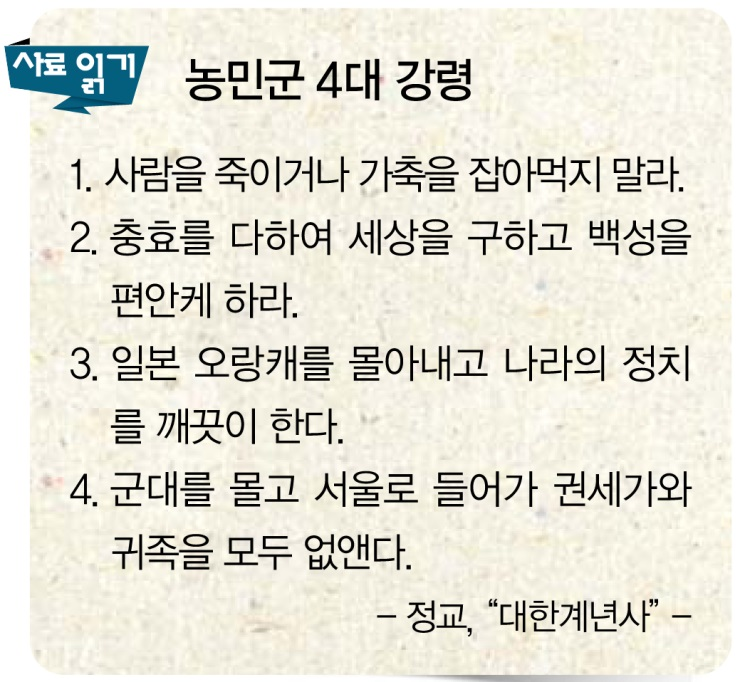 사료 읽기
농민군 4대 강령
1. 사람을 죽이거나 가축을 잡아먹지 말라.
2. 충효를 다하여 세상을 구하고 백성을
편안케 하라.
3. 일본 오랑캐를 몰아내고 나라의 정치
를 깨끗이 한다.
4. 군대를 몰고 서울로 들어가 권세가와
귀족을 모두 없앤다.
– 정교, “대한계년사” –